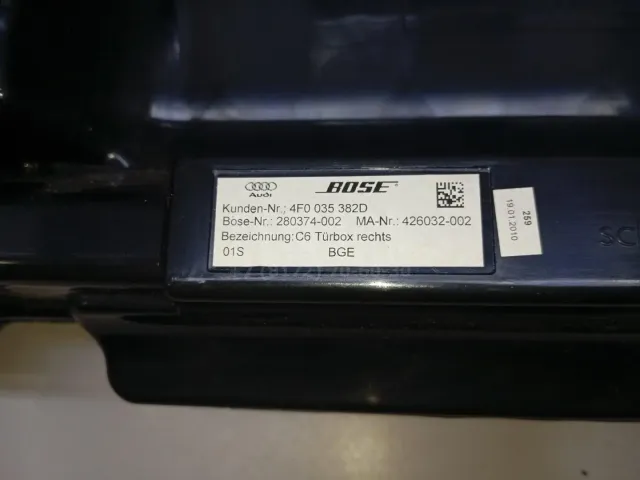 Audi BOSE
Kunden-Nr.: 4F0 035 382D
Bose-Nr.: 280374-002 MA-Nr.: 426032-002
Bezeichnung: C6 Türbox rechts
01S BGE
259
19.01.2010